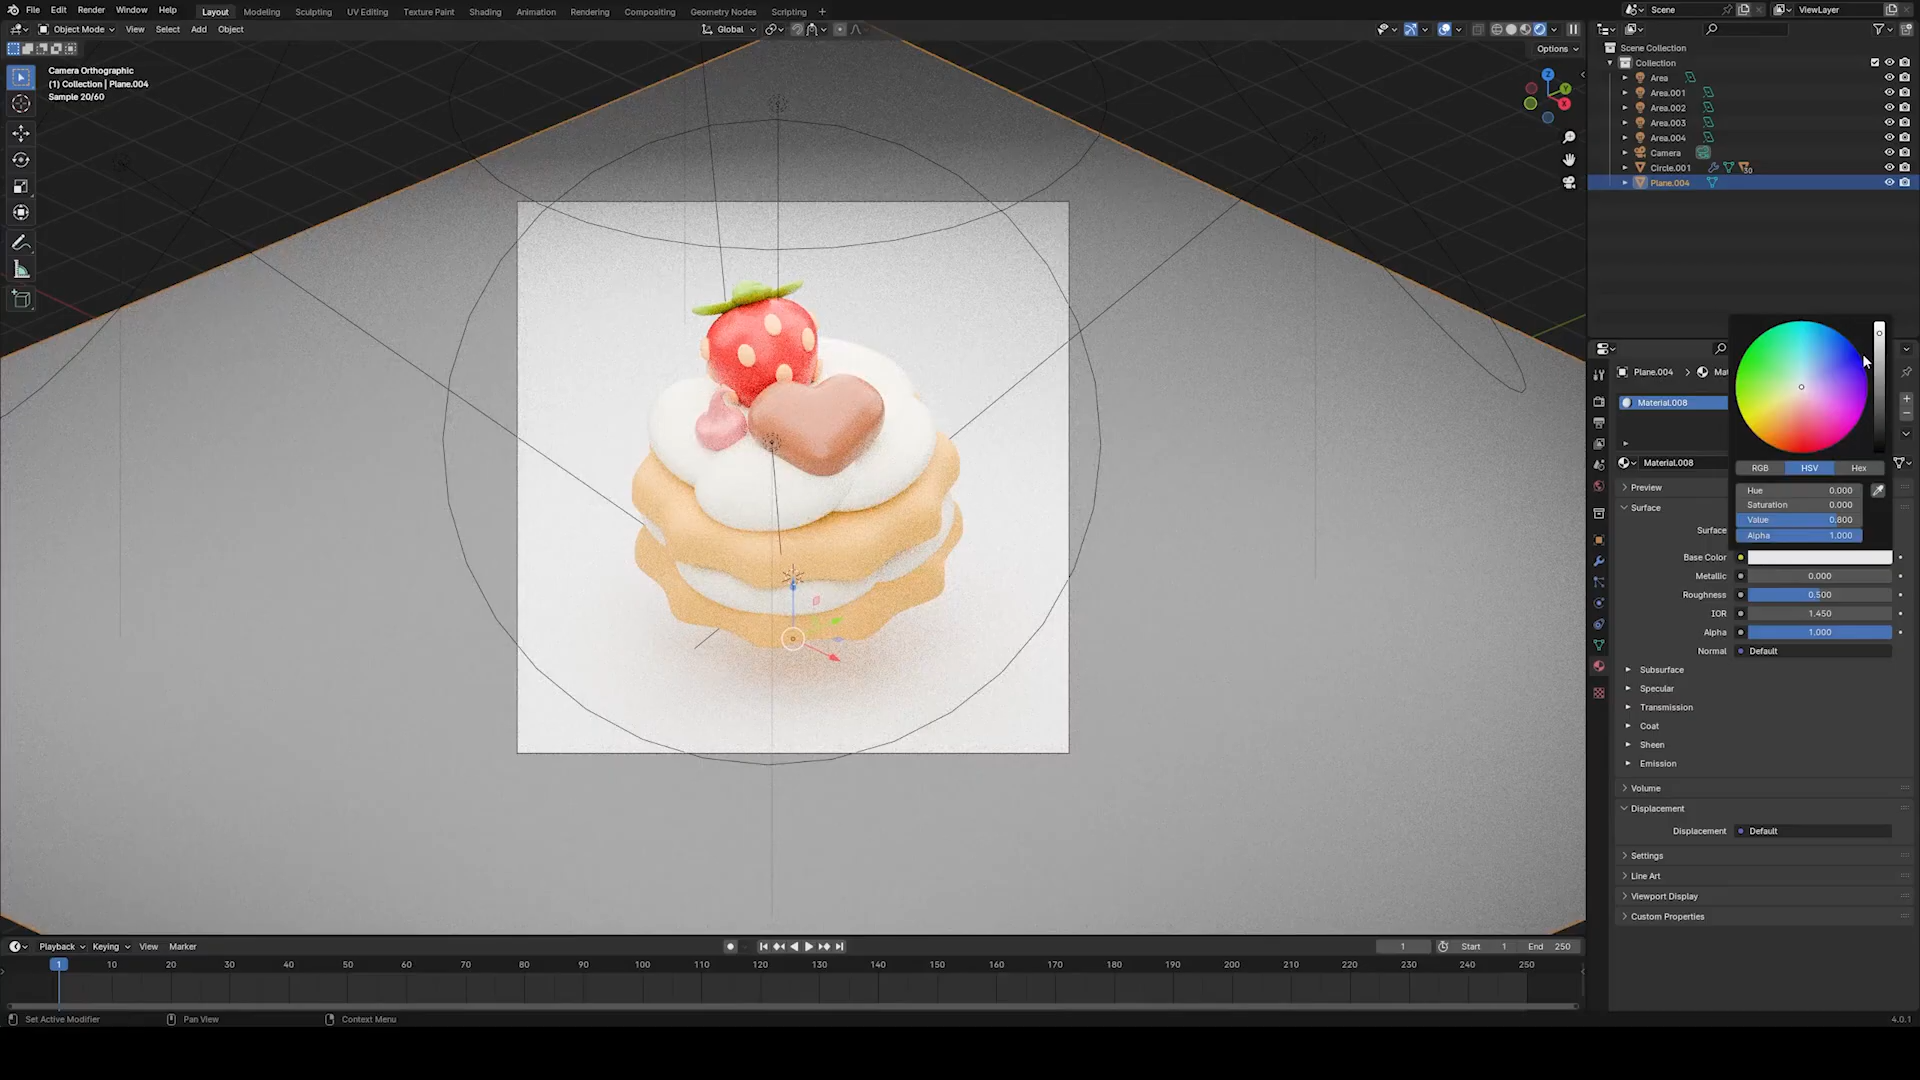 File Edit Render Window Help Layout Modeling Sculpting UV Editing Texture Paint Shading Animation Rendering Compositing Geometry Nodes Scripting + Scene ViewLayer
Object Mode View Select Add Object Global
Options
Camera Orthographic
(1) Collection | Plane.004
Sample 20/60
Z
Y
X
Scene Collection
Collection
Area
Area.001
Area.002
Area.003
Area.004
Camera
Circle.001 30
Plane.004
Plane.004 > Mat
Material.008
Material.008
RGB HSV Hex
Hue 0.000
Saturation 0.000
Value 0.800
Alpha 1.000
Preview
Surface
Surface
Base Color
Metallic 0.000
Roughness 0.500
IOR 1.450
Alpha 1.000
Normal Default
Subsurface
Specular
Transmission
Coat
Sheen
Emission
Volume
Displacement
Displacement Default
Settings
Line Art
Viewport Display
Custom Properties
Playback Keying View Marker 1 Start 1 End 250
1 10 20 30 40 50 60 70 80 90 100 110 120 130 140 150 160 170 180 190 200 210 220 230 240 250
Set Active Modifier Pan View Context Menu 4.0.1